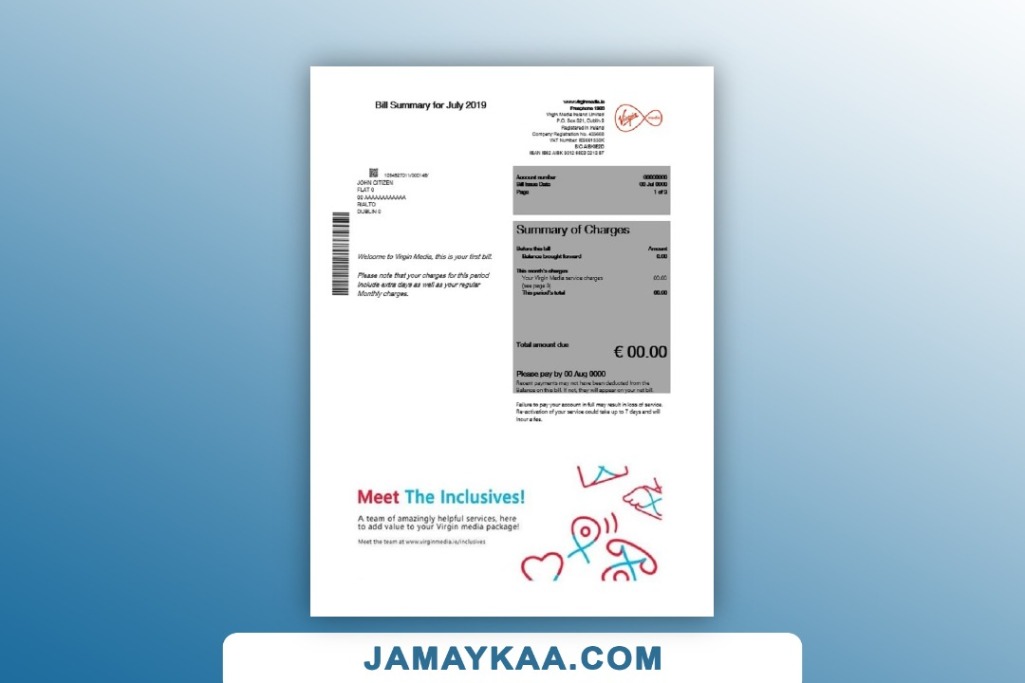 Bill Summary for July 2019
www.virginmedia.ie
Freephone 1908
Virgin Media Ireland Limited
P.O. Box 321, Dublin 3
Registered in Ireland
Company Registration No.
VAT Number
Virgin media
JOHN CITIZEN
FLAT 0
00 AAAAAAAAAAAA
RIALTO
DUBLIN 0
Account number 00000000
Bill Issue Date 00 Jul 0000
Page 1 of 3
Welcome to Virgin Media, this is your first bill.
Please note that your charges for this period
include extra days as well as your regular
Monthly charges.
Summary of Charges
Before this bill Amount
Balance brought forward 0.00
This month's charges
Your Virgin Media service charges 00.00
(see page 3)
This period's total 00.00
Total amount due
€ 00.00
Please pay by 00 Aug 0000
Recent payments may not have been deducted from the
Balance on this bill. If not, they will appear on your next bill.
Failure to pay your account in full may result in loss of service.
Re-activation of your service could take up to 7 days and will
incur a fee.
Meet The Inclusives!
A team of amazingly helpful services, here
to add value to your Virgin media package!
Meet the team at www.virginmedia.ie/inclusives
JAMAYKAA.COM